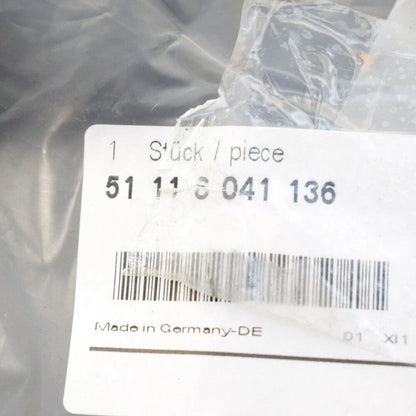 1 Stück / piece
51 11 8 041 136
Made in Germany-DE 01 XI1